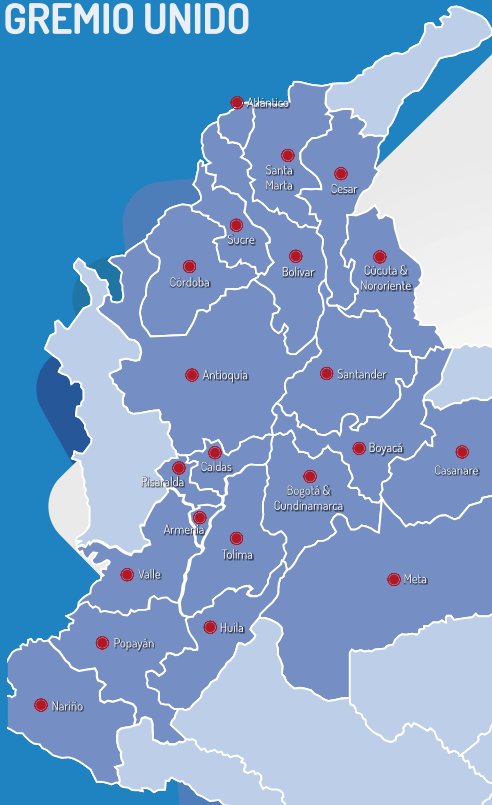 GREMIO UNIDO
Atlántico
Santa
Marta
Cesar
Sucre
Bolívar
Cúcuta &
Nororiente
Córdoba
Antioquia
Santander
Caldas
Boyacá
Risaralda
Casanare
Bogotá &
Cundinamarca
Armenia
Tolima
Valle
Meta
Huila
Popayán
Nariño